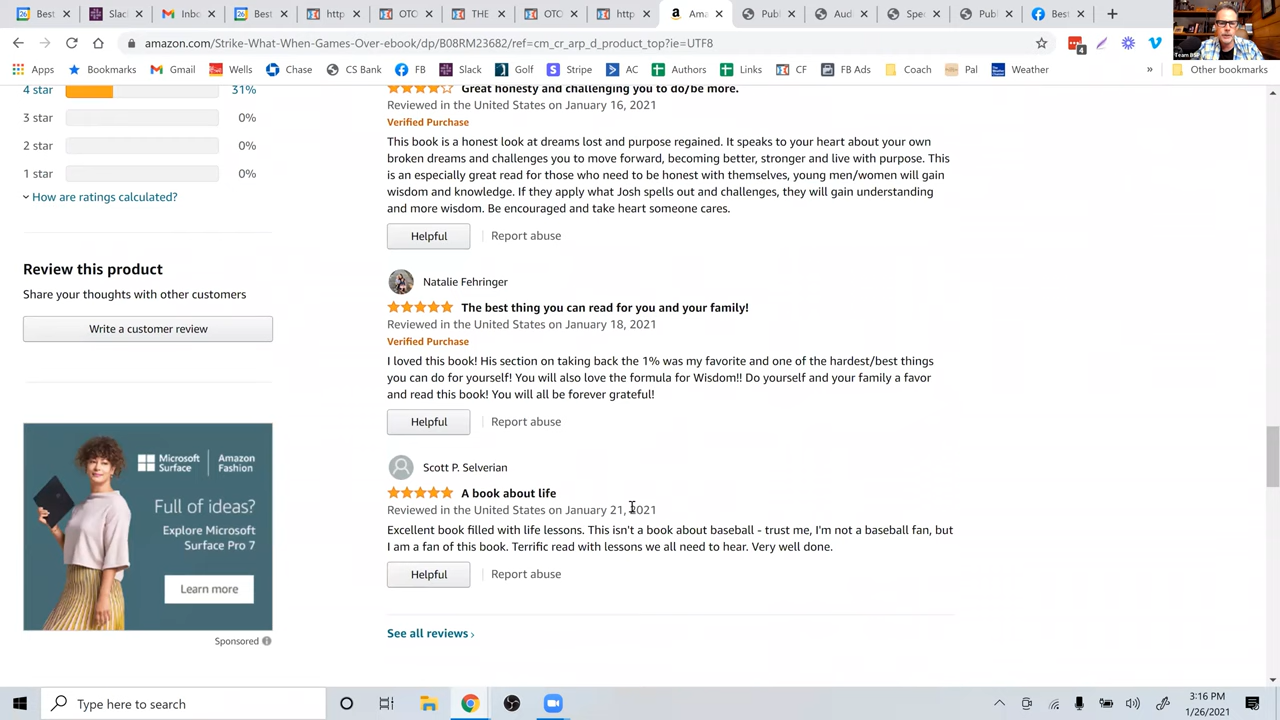 Best
Slac
Inbo
Best
http
OTO
THE
OTO
http
Ama
Publ
Aud
Spec
Publ
Best
amazon.com/Strike-What-When-Games-Over-ebook/dp/B08RM23682/ref=cm_cr_arp_d_product_top?ie=UTF8
4
Apps
Bookmarks
Gmail
Wells
Chase
CS Bank
FB
Slack
Golf
Stripe
AC
Authors
Links
CF
FB Ads
Coach
Pal
Weather
»
Other bookmarks
4 star 31%
3 star 0%
2 star 0%
1 star 0%
How are ratings calculated?
Review this product
Share your thoughts with other customers
Write a customer review
Microsoft Surface
Amazon Fashion
Full of ideas?
Explore Microsoft
Surface Pro 7
Learn more
Sponsored
Great honesty and challenging you to do/be more.
Reviewed in the United States on January 16, 2021
Verified Purchase
This book is a honest look at dreams lost and purpose regained. It speaks to your heart about your own
broken dreams and challenges you to move forward, becoming better, stronger and live with purpose. This
is an especially great read for those who need to be honest with themselves, young men/women will gain
wisdom and knowledge. If they apply what Josh spells out and challenges, they will gain understanding
and more wisdom. Be encouraged and take heart someone cares.
Helpful
Report abuse
Natalie Fehringer
The best thing you can read for you and your family!
Reviewed in the United States on January 18, 2021
Verified Purchase
I loved this book! His section on taking back the 1% was my favorite and one of the hardest/best things
you can do for yourself! You will also love the formula for Wisdom!! Do yourself and your family a favor
and read this book! You will all be forever grateful!
Helpful
Report abuse
Scott P. Selverian
A book about life
Reviewed in the United States on January 21, 2021
Excellent book filled with life lessons. This isn't a book about baseball - trust me, I'm not a baseball fan, but
I am a fan of this book. Terrific read with lessons we all need to hear. Very well done.
Helpful
Report abuse
See all reviews ›
Type here to search
3:16 PM
1/26/2021